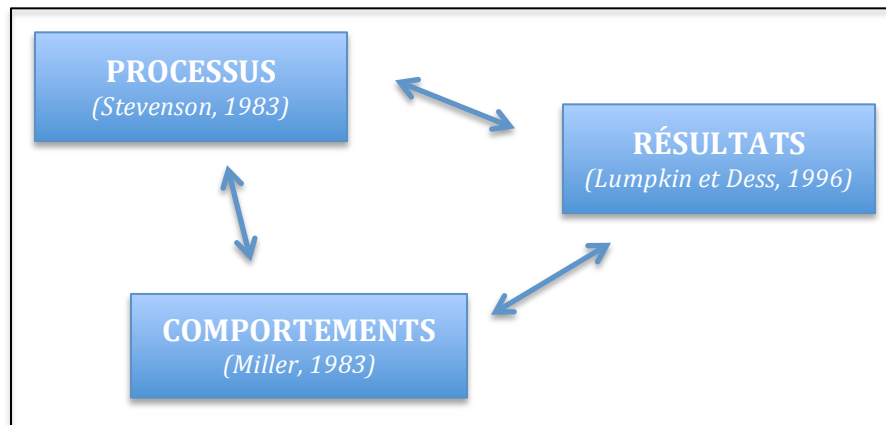 PROCESSUS
(Stevenson, 1983)
RÉSULTATS
(Lumpkin et Dess, 1996)
COMPORTEMENTS
(Miller, 1983)